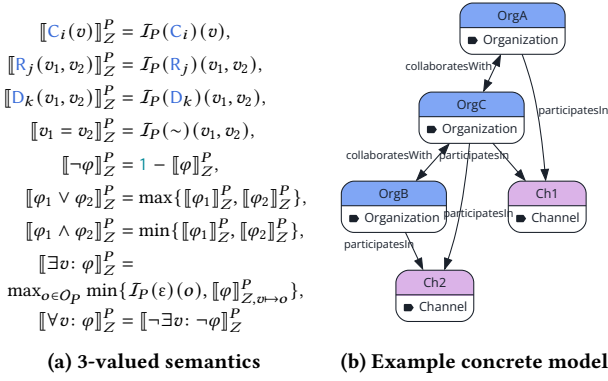 ⟦C_i(v)⟧^P_Z = I_P(C_i)(v),
⟦R_j(v_1, v_2)⟧^P_Z = I_P(R_j)(v_1, v_2),
⟦D_k(v_1, v_2)⟧^P_Z = I_P(D_k)(v_1, v_2),
⟦v_1 = v_2⟧^P_Z = I_P(∼)(v_1, v_2),
⟦¬φ⟧^P_Z = 1 − ⟦φ⟧^P_Z,
⟦φ_1 ∨ φ_2⟧^P_Z = max{⟦φ_1⟧^P_Z, ⟦φ_2⟧^P_Z},
⟦φ_1 ∧ φ_2⟧^P_Z = min{⟦φ_1⟧^P_Z, ⟦φ_2⟧^P_Z},
⟦∃v: φ⟧^P_Z =
max_{o∈O_P} min{I_P(ε)(o), ⟦φ⟧^P_{Z,v↦o}},
⟦∀v: φ⟧^P_Z = ⟦¬∃v: ¬φ⟧^P_Z
(a) 3-valued semantics
OrgA
Organization
collaboratesWith
OrgC
Organization
participatesIn
collaboratesWith
participatesIn
OrgB
Organization
Ch1
Channel
participatesIn
participatesIn
Ch2
Channel
(b) Example concrete model